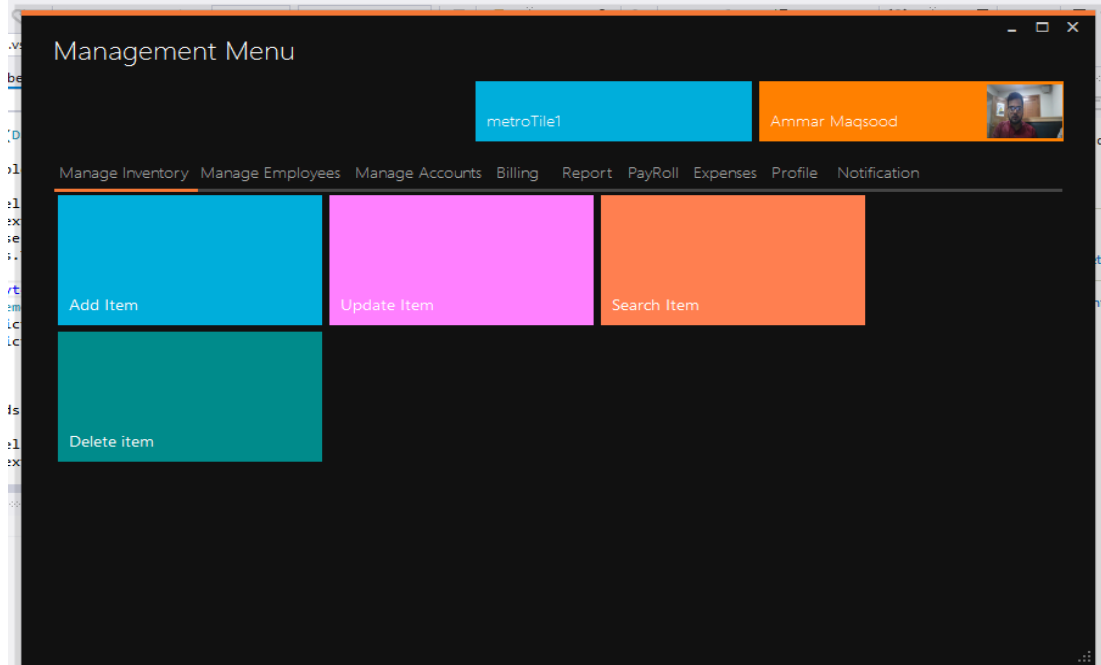 Management Menu
metroTile1
Ammar Maqsood
Manage Inventory Manage Employees Manage Accounts Billing Report PayRoll Expenses Profile Notification
Add Item
Update Item
Search Item
Delete item